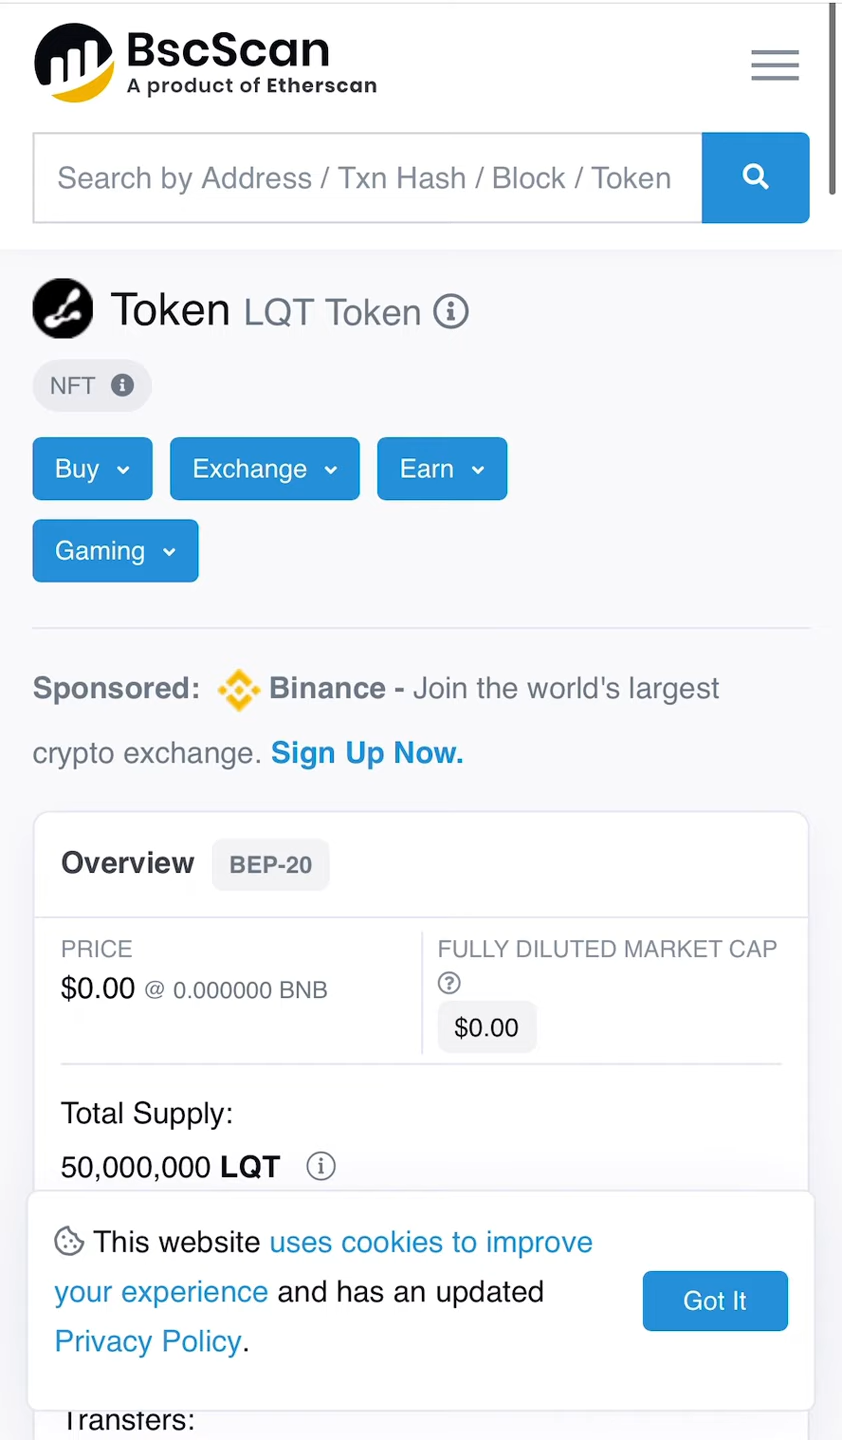 BscScan
A product of Etherscan
Search by Address / Txn Hash / Block / Token
Token LQT Token
NFT
Buy Exchange Earn
Gaming
Sponsored: Binance - Join the world's largest
crypto exchange. Sign Up Now.
Overview BEP-20
PRICE
$0.00 @ 0.000000 BNB
FULLY DILUTED MARKET CAP
$0.00
Total Supply:
50,000,000 LQT
This website uses cookies to improve
your experience and has an updated
Privacy Policy.
Got It
Transfers: